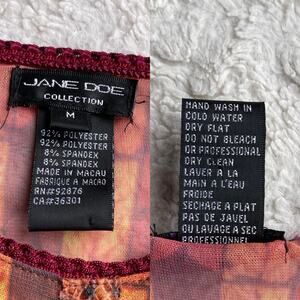 JANE DOE
COLLECTION
M
92% POLYESTER
92% POLYESTER
8% SPANDEX
8% SPANDEX
MADE IN MACAU
FABRIQUE A MACAO
RN#92876
CA#36301
HAND WASH IN
COLD WATER
DRY FLAT
DO NOT BLEACH
OR PROFESSIONAL
DRY CLEAN
LAVER A LA
MAIN A L'EAU
FROIDE
SECHAGE A PLAT
PAS DE JAVEL
OU LAVAGE A SEC
PROFESSIONNEL